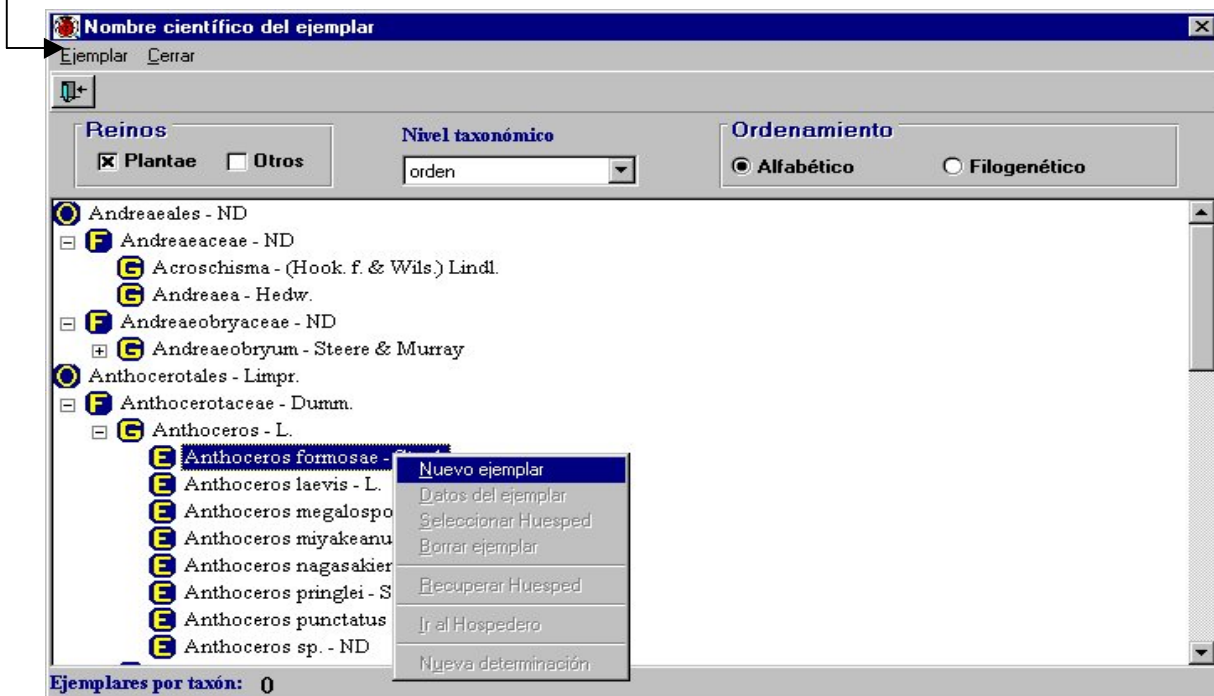 Nombre científico del ejemplar
Ejemplar Cerrar
Reinos
Plantae Otros
Nivel taxonómico
orden
Ordenamiento
Alfabético Filogenético
Andreaeales - ND
Andreaeaceae - ND
Acroschisma - (Hook. f. & Wils.) Lindl.
Andreaea - Hedw.
Andreaeobryaceae - ND
Andreaeobryum - Steere & Murray
Anthocerotales - Limpr.
Anthocerotaceae - Dumm.
Anthoceros - L.
Anthoceros formosae -
Anthoceros laevis - L.
Anthoceros megalospo
Anthoceros miyakeanu
Anthoceros nagasakien
Anthoceros pringlei - S
Anthoceros punctatus
Anthoceros sp. - ND
Nuevo ejemplar
Datos del ejemplar
Seleccionar Huesped
Borrar ejemplar
Recuperar Huesped
Ir al Hospedero
Nueva determinación
Ejemplares por taxón: 0